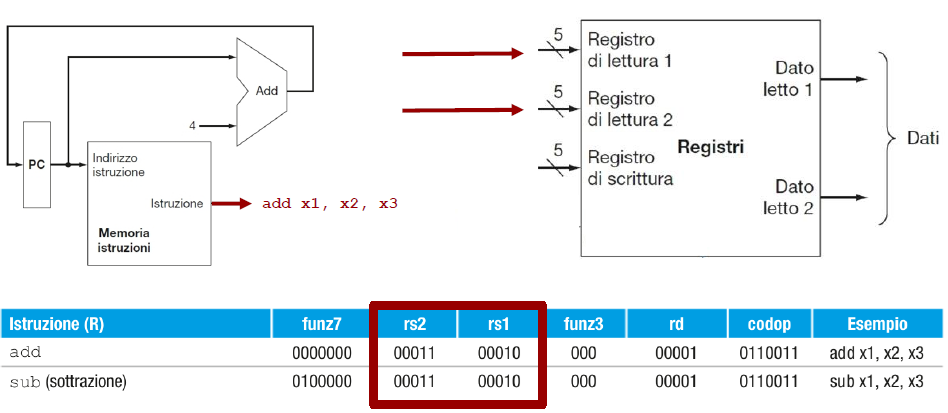 Add
4
PC
Indirizzo
istruzione
Istruzione
Memoria
istruzioni
add x1, x2, x3
5
Registro
di lettura 1
5
Registro
di lettura 2
5
Registro
di scrittura
Registri
Dato
letto 1
Dato
letto 2
Dati
Istruzione (R) funz7 rs2 rs1 funz3 rd codop Esempio
add 0000000 00011 00010 000 00001 0110011 add x1, x2, x3
sub (sottrazione) 0100000 00011 00010 000 00001 0110011 sub x1, x2, x3